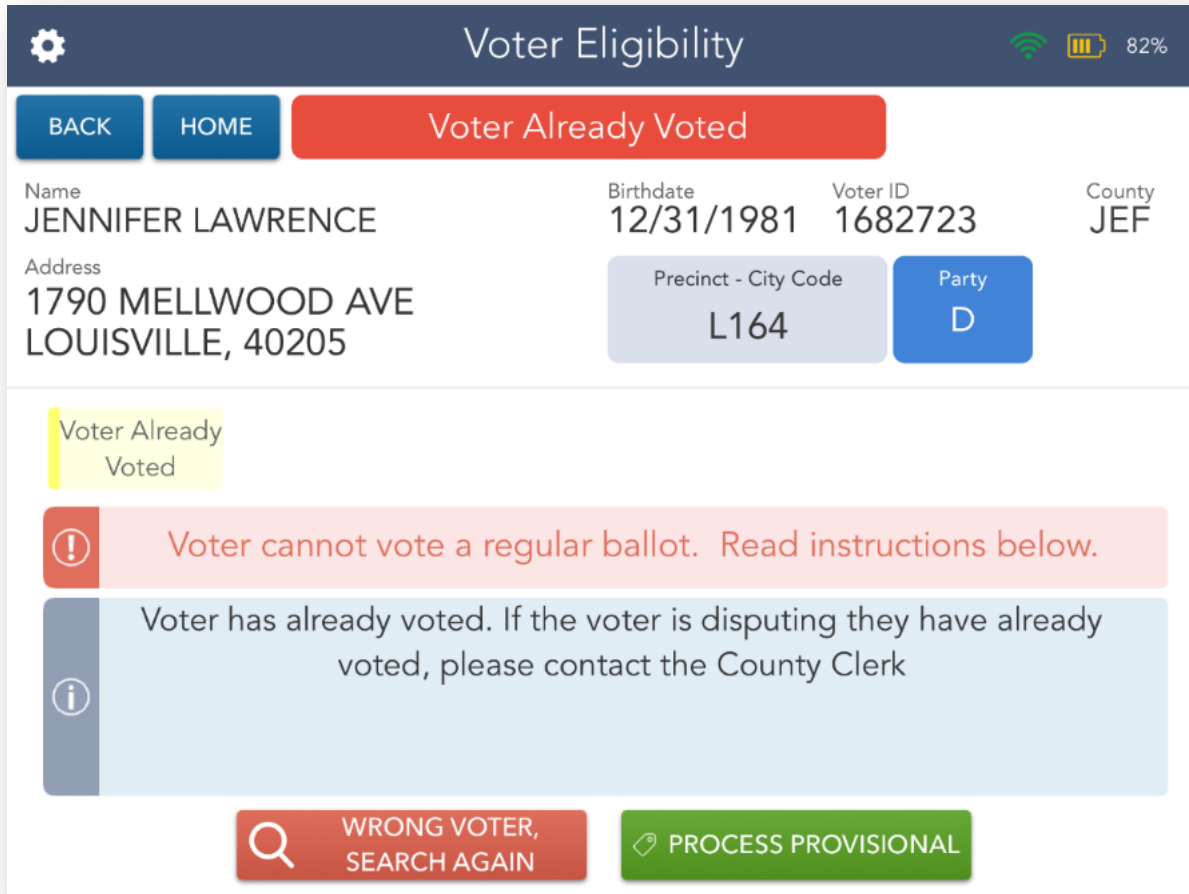 Voter Eligibility
82%
BACK
HOME
Voter Already Voted
Name
Birthdate
Voter ID
County
JENNIFER LAWRENCE
12/31/1981
1682723
JEF
Address
1790 MELLWOOD AVE
LOUISVILLE, 40205
Precinct - City Code
L164
Party
D
Voter Already
Voted
Voter cannot vote a regular ballot. Read instructions below.
Voter has already voted. If the voter is disputing they have already
voted, please contact the County Clerk
WRONG VOTER,
SEARCH AGAIN
PROCESS PROVISIONAL